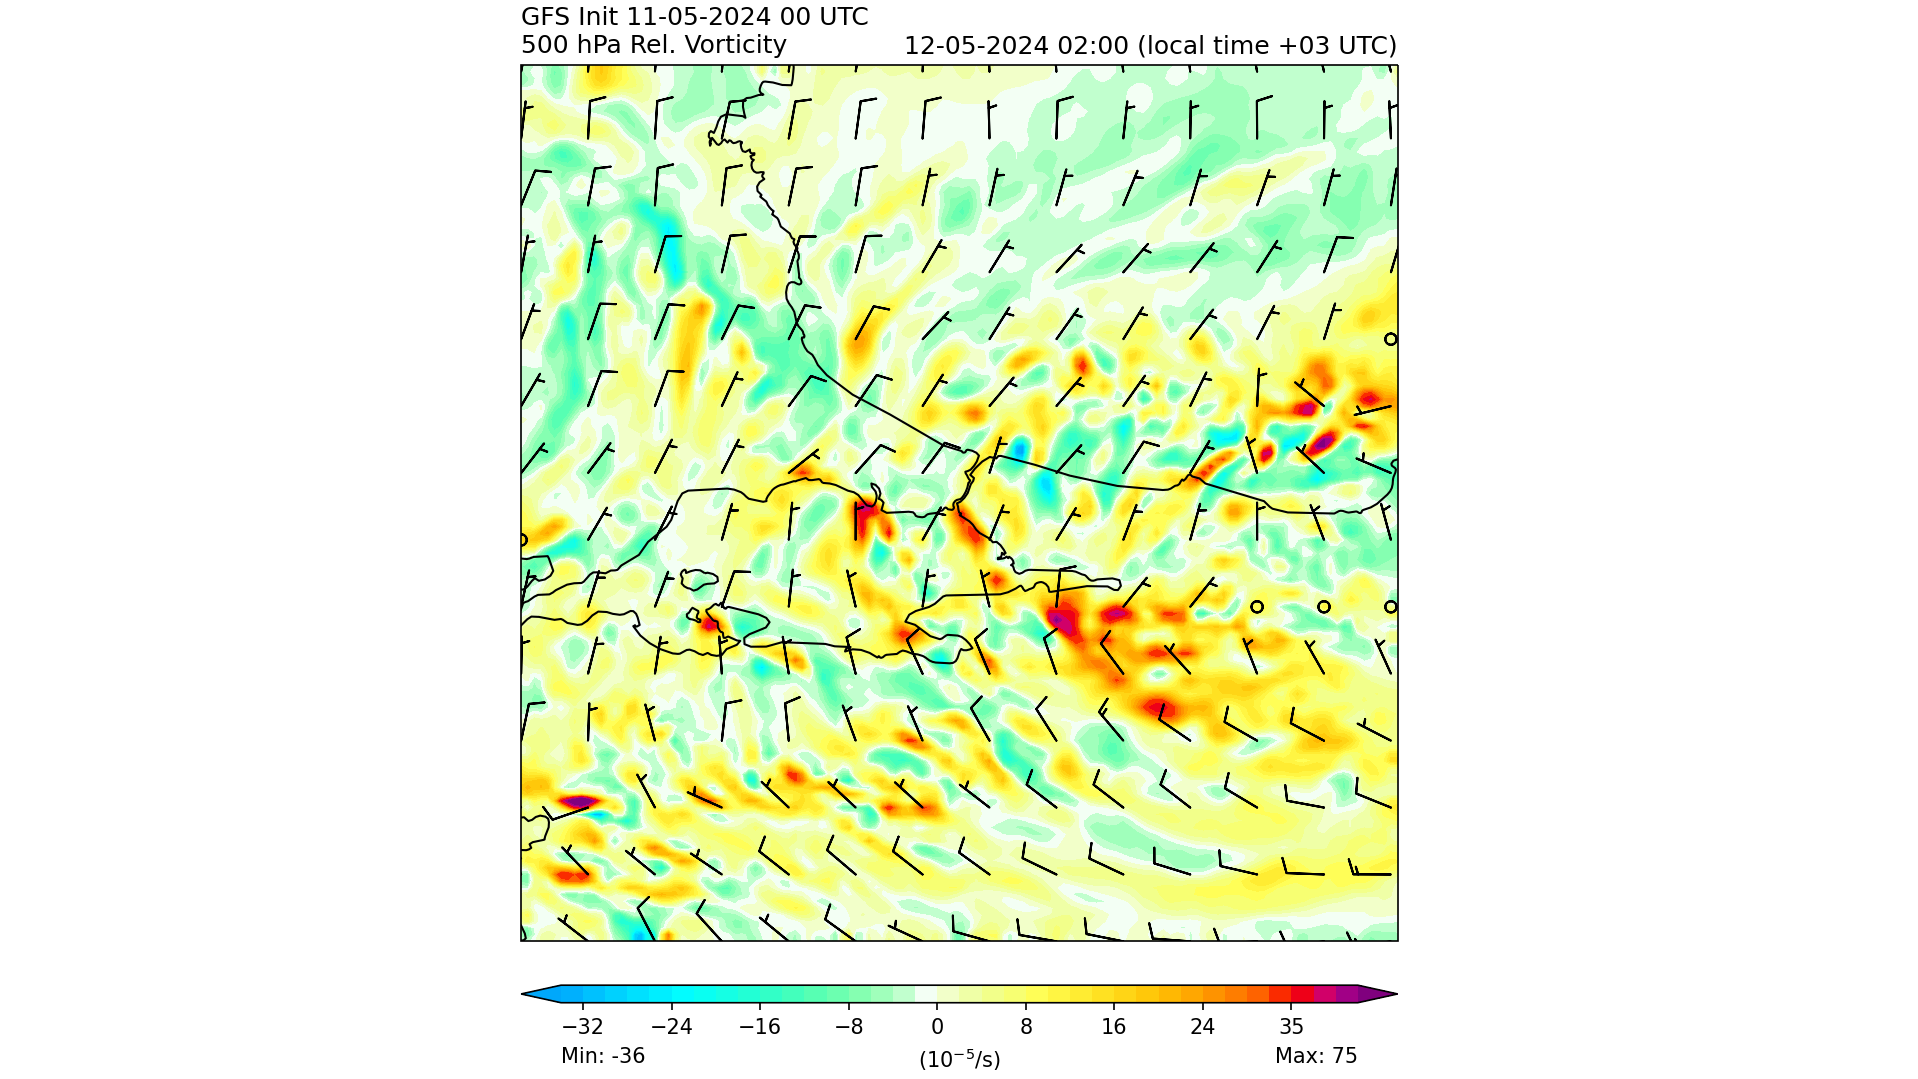 GFS Init 11-05-2024 00 UTC
500 hPa Rel. Vorticity
12-05-2024 02:00 (local time +03 UTC)
−32 −24 −16 −8 0 8 16 24 35
Min: -36
(10⁻⁵/s)
Max: 75